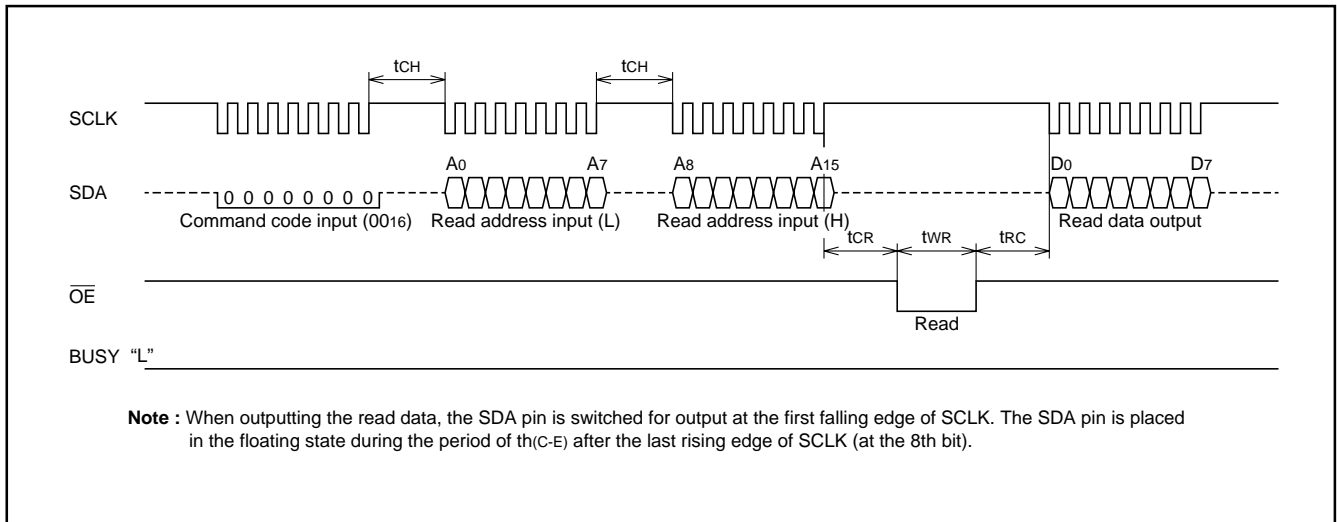 tCH tCH
SCLK
A0 A7 A8 A15 D0 D7
SDA 0 0 0 0 0 0 0 0
Command code input (0016) Read address input (L) Read address input (H) Read data output
tCR tWR tRC
OE
Read
BUSY “L”
Note : When outputting the read data, the SDA pin is switched for output at the first falling edge of SCLK. The SDA pin is placed
in the floating state during the period of th(C-E) after the last rising edge of SCLK (at the 8th bit).